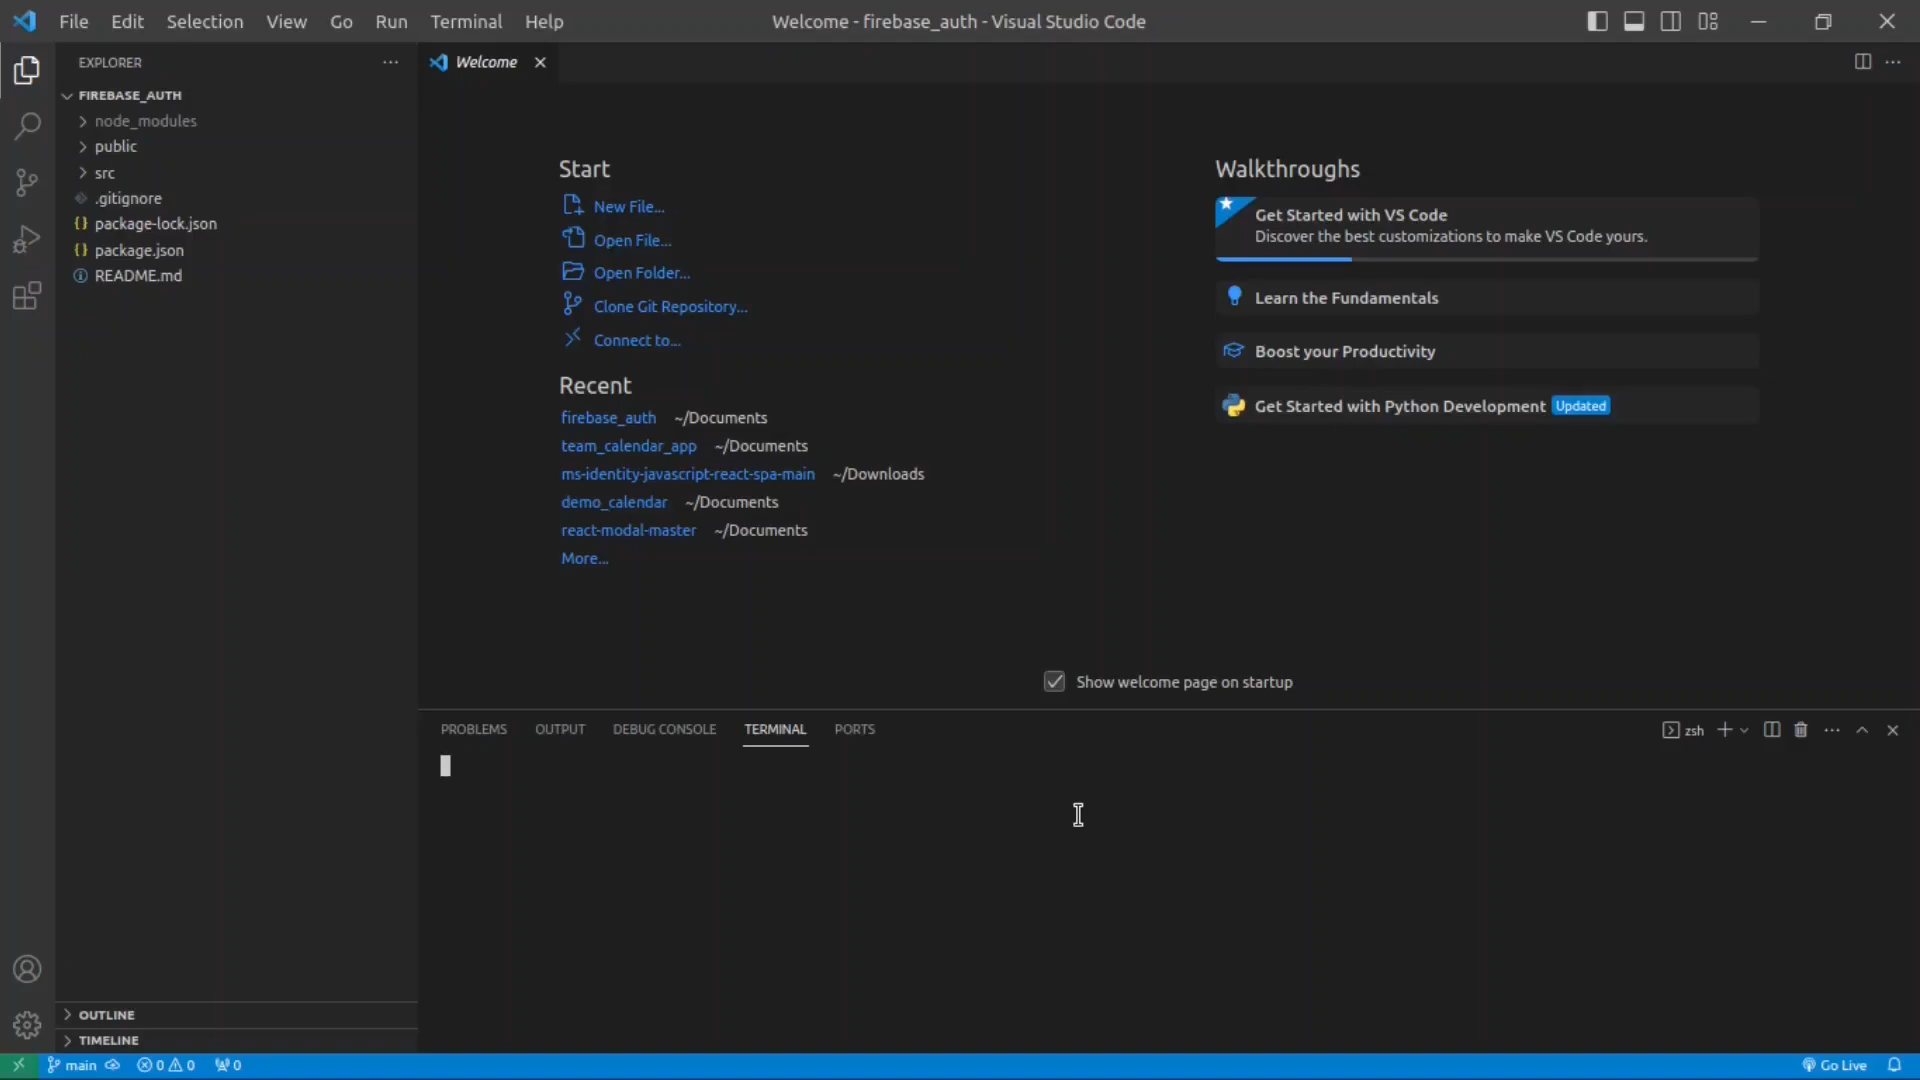 File Edit Selection View Go Run Terminal Help
Welcome - firebase_auth - Visual Studio Code
EXPLORER
FIREBASE_AUTH
node_modules
public
src
.gitignore
package-lock.json
package.json
README.md
OUTLINE
TIMELINE
Welcome
Start
New File...
Open File...
Open Folder...
Clone Git Repository...
Connect to...
Recent
firebase_auth ~/Documents
team_calendar_app ~/Documents
ms-identity-javascript-react-spa-main ~/Downloads
demo_calendar ~/Documents
react-modal-master ~/Documents
More...
Walkthroughs
Get Started with VS Code
Discover the best customizations to make VS Code yours.
Learn the Fundamentals
Boost your Productivity
Get Started with Python Development Updated
Show welcome page on startup
PROBLEMS OUTPUT DEBUG CONSOLE TERMINAL PORTS
zsh
main 0 0 0
Go Live